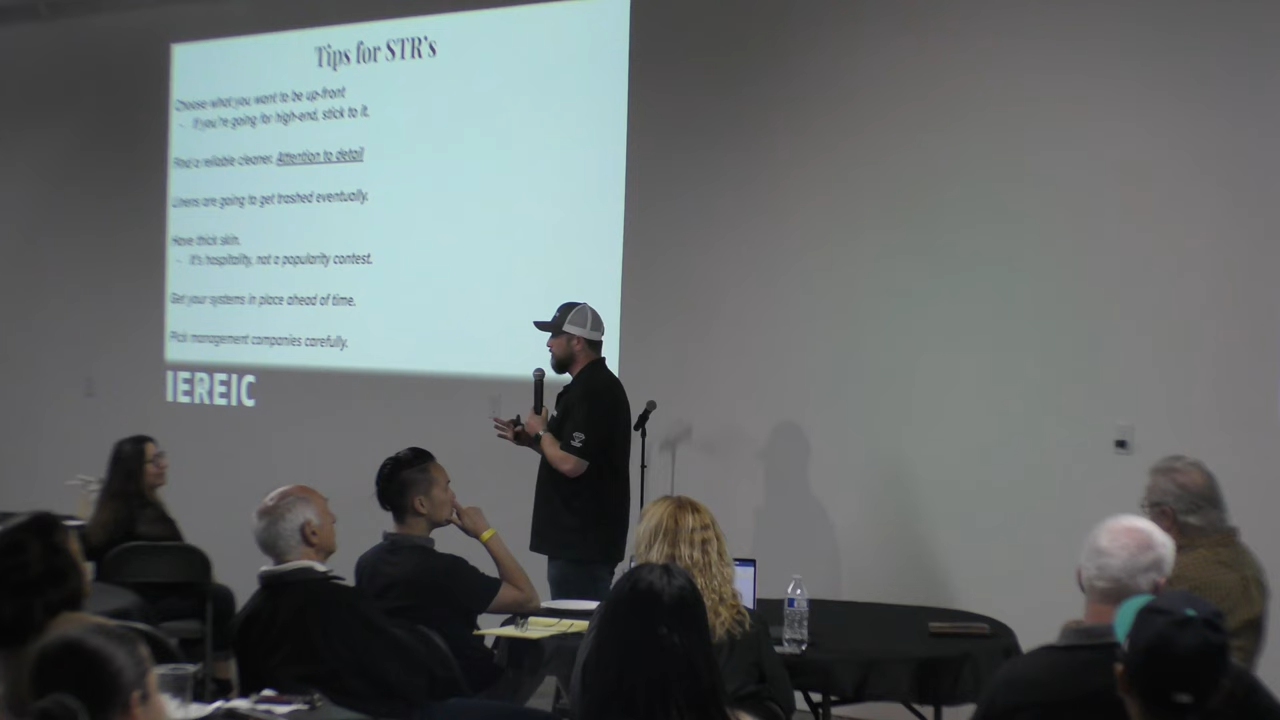 Tips for STR's
Choose what you want to be up-front
- If you're going for high-end, stick to it.
Find a reliable cleaner. Attention to detail
Linens are going to get trashed eventually.
Have thick skin.
- It's hospitality, not a popularity contest.
Get your systems in place ahead of time.
Pick management companies carefully.
IEREIC